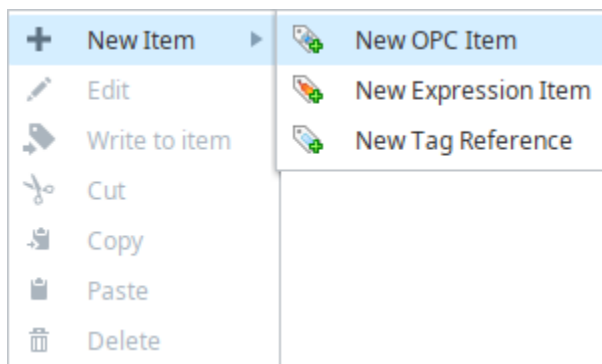 New Item
New OPC Item
Edit
New Expression Item
Write to item
New Tag Reference
Cut
Copy
Paste
Delete